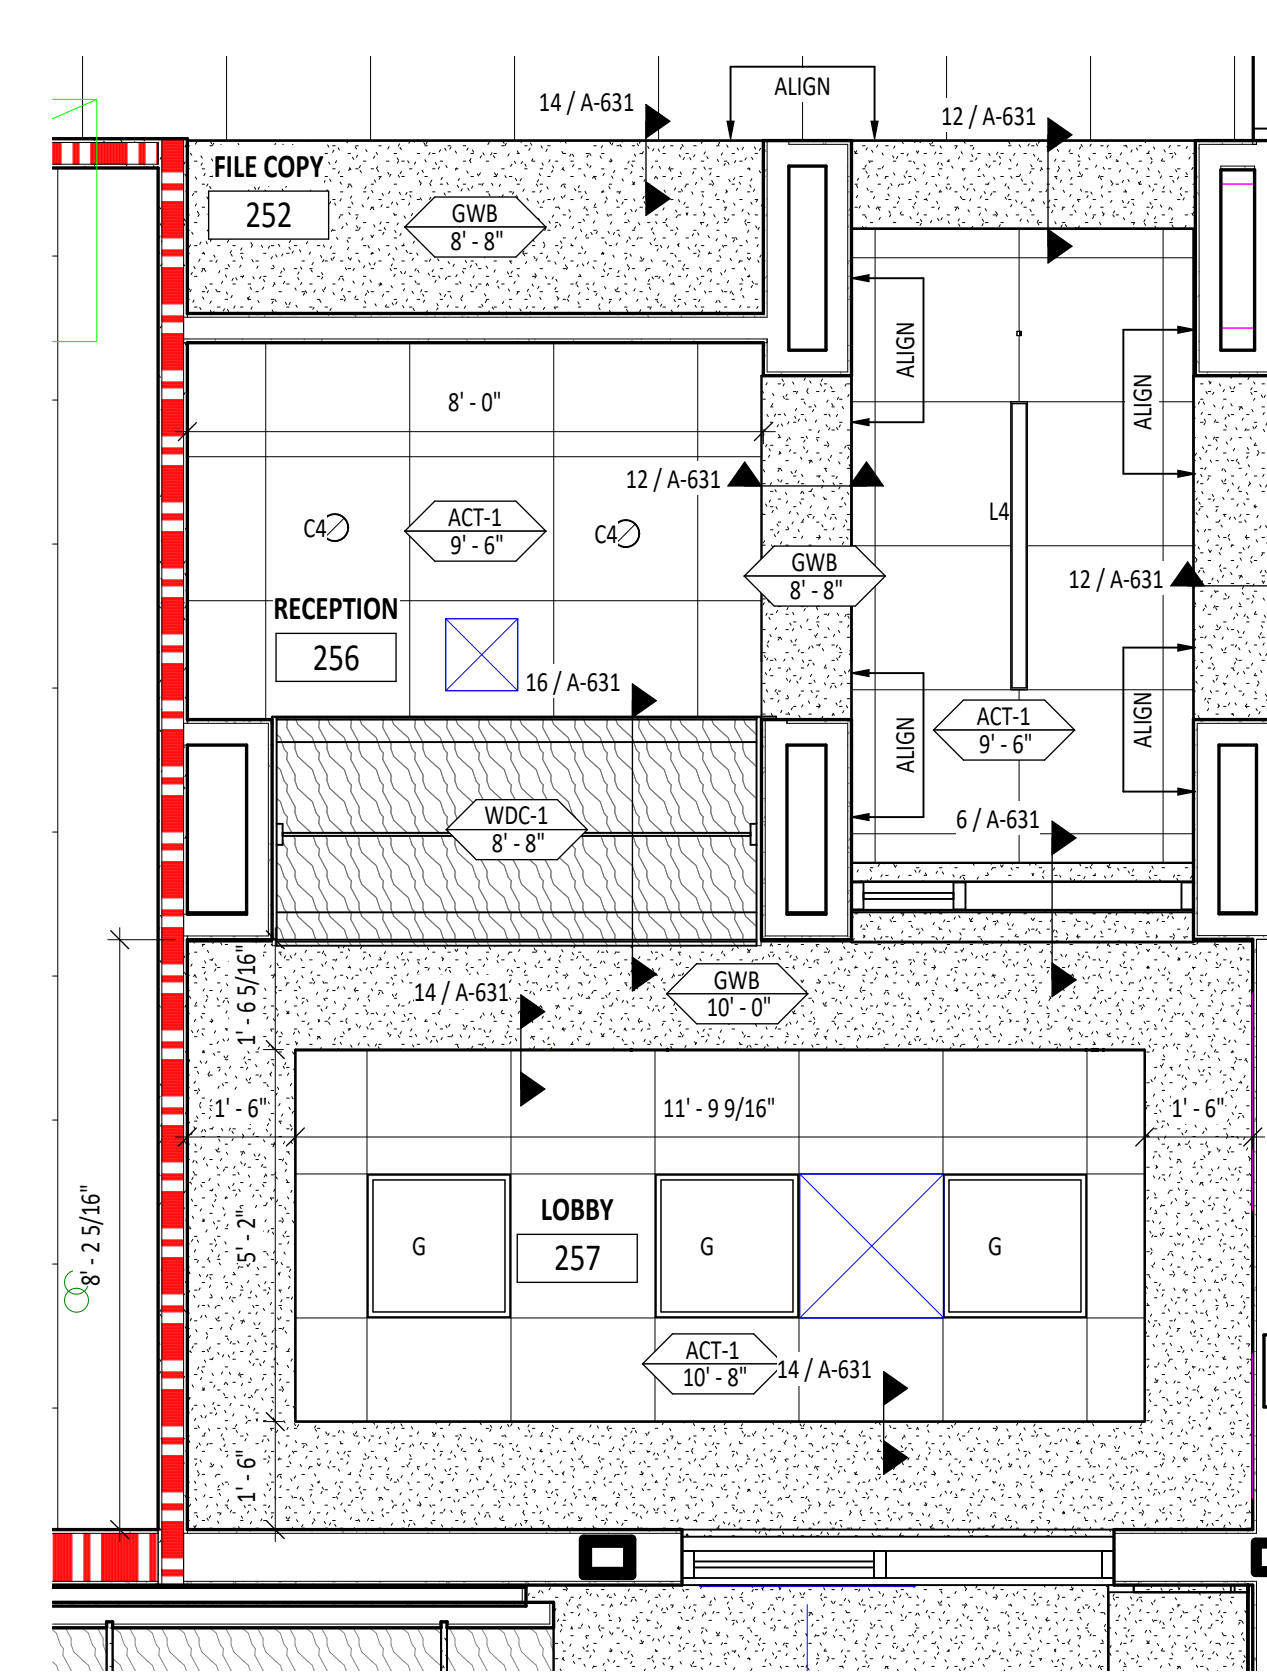 ALIGN
14 / A-631
12 / A-631
FILE COPY
252
GWB
8' - 8"
ALIGN
ALIGN
8' - 0"
12 / A-631
L4
C4
ACT-1
9' - 6"
C4
GWB
8' - 8"
12 / A-631
RECEPTION
256
16 / A-631
ALIGN
ACT-1
9' - 6"
ALIGN
WDC-1
8' - 8"
6 / A-631
1' - 6 5/16"
14 / A-631
GWB
10' - 0"
1' - 6"
11' - 9 9/16"
1' - 6"
8' - 2 5/16"
5' - 2"
LOBBY
257
G
G
G
ACT-1
10' - 8"
14 / A-631
1' - 6"